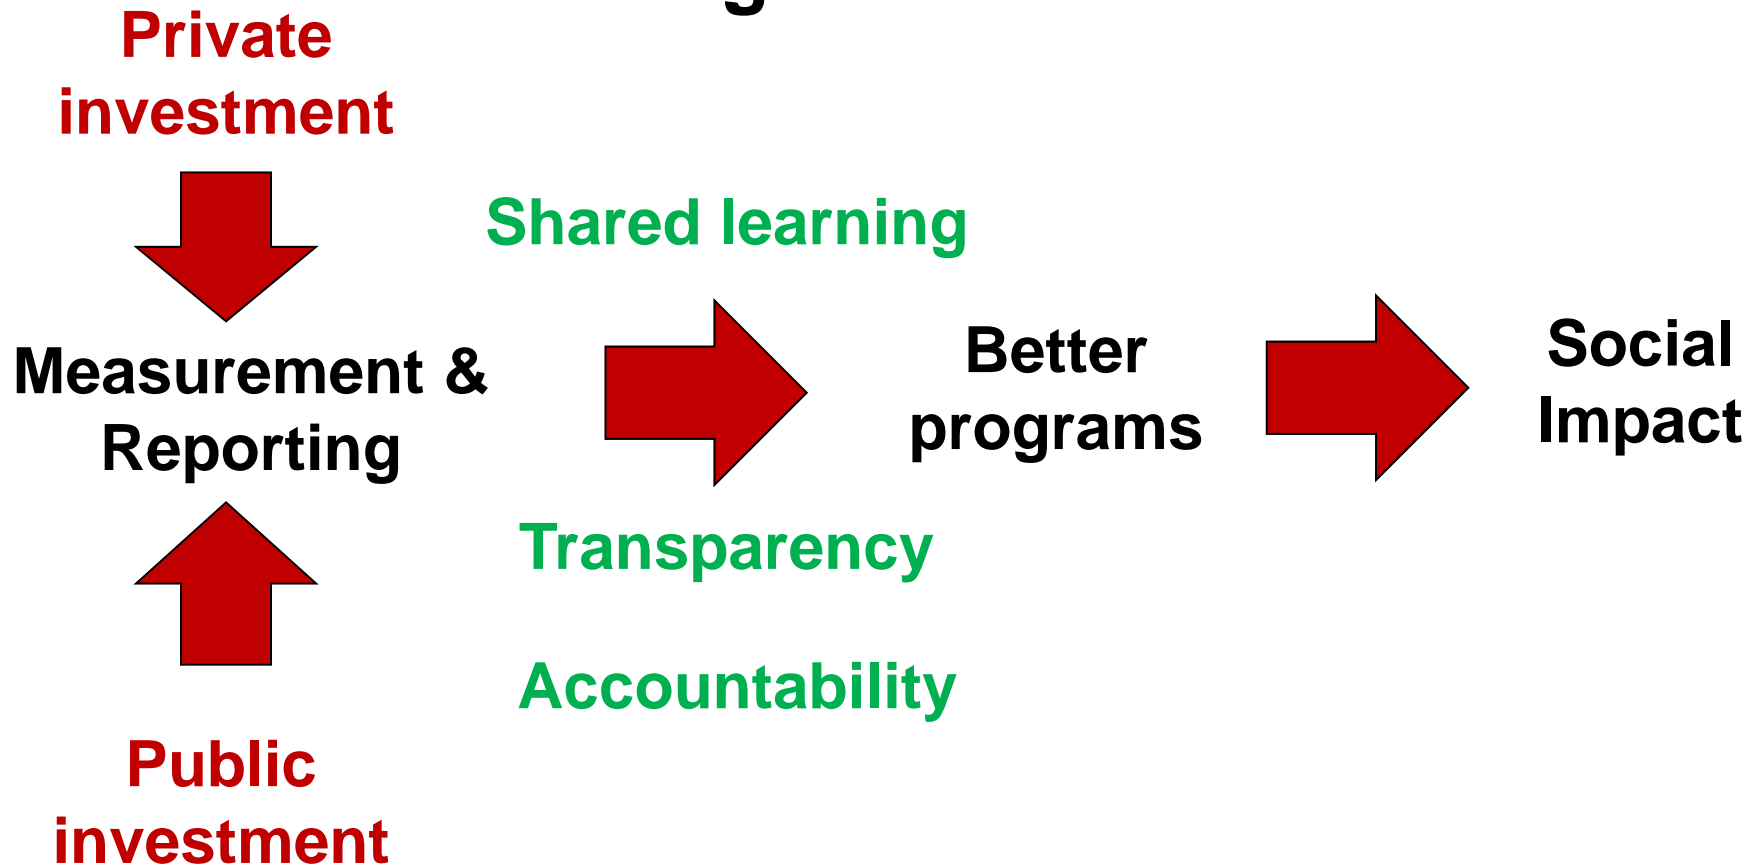 Private
investment
Shared learning
Measurement &
Reporting
Better
programs
Social
Impact
Transparency
Accountability
Public
investment